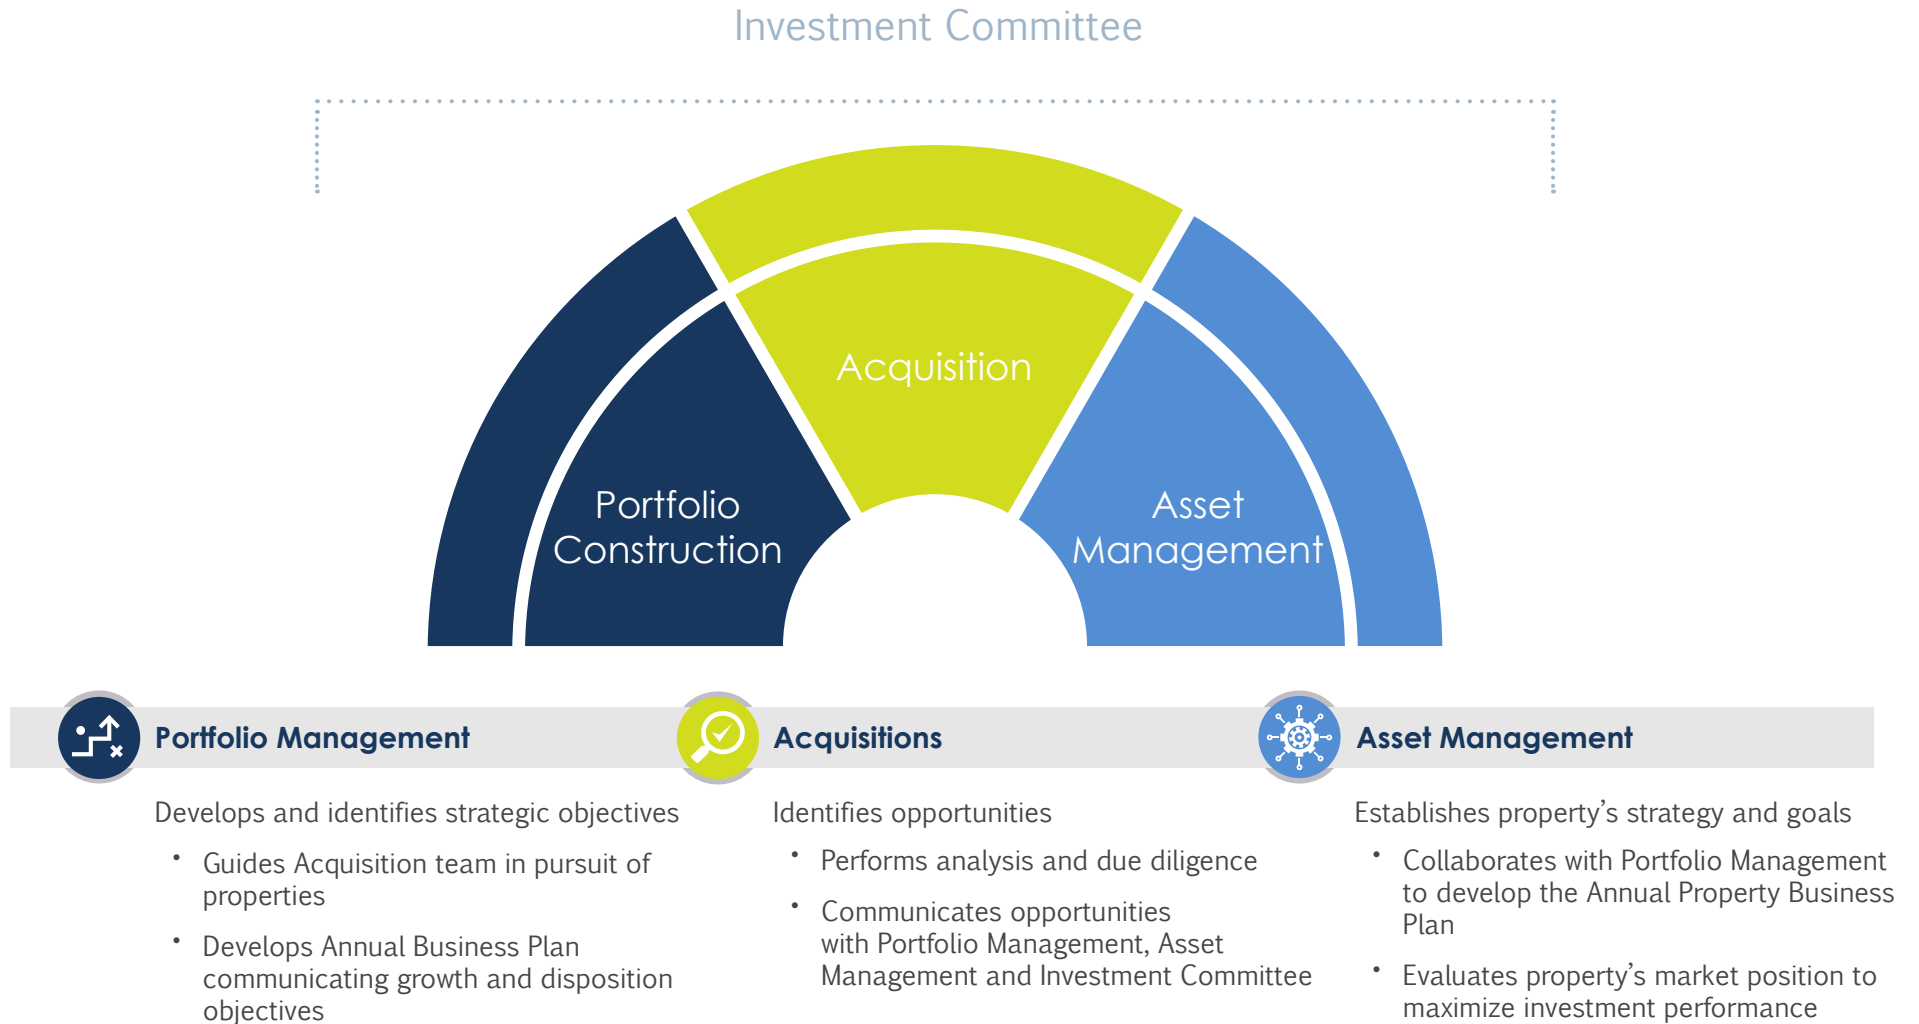 Investment Committee
Acquisition
Portfolio
Construction
Asset
Management
Portfolio Management
Develops and identifies strategic objectives
• Guides Acquisition team in pursuit of
properties
• Develops Annual Business Plan
communicating growth and disposition
objectives
Acquisitions
Identifies opportunities
• Performs analysis and due diligence
• Communicates opportunities
with Portfolio Management, Asset
Management and Investment Committee
Asset Management
Establishes property’s strategy and goals
• Collaborates with Portfolio Management
to develop the Annual Property Business
Plan
• Evaluates property’s market position to
maximize investment performance